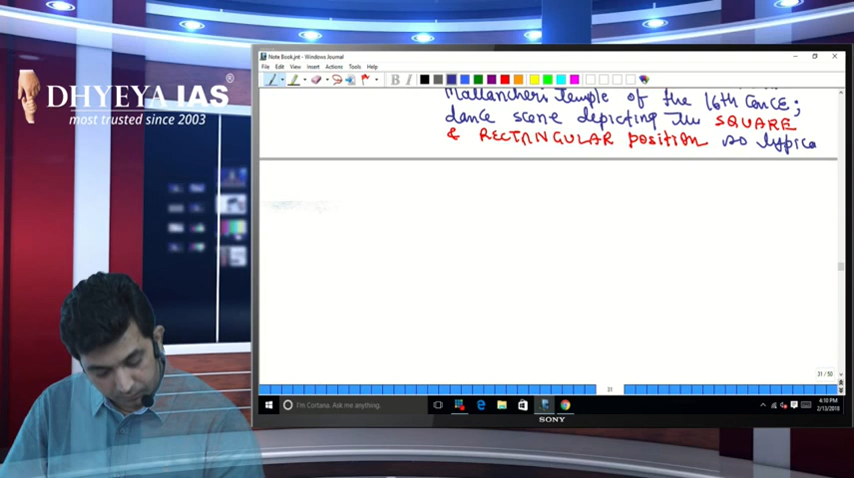 DHYEYA IAS®
most trusted since 2003
Note Book.jnt - Windows Journal
File Edit View Insert Actions Tools Help
B I
Temple of the 16th Cent CE;
dance scene depicting the SQUARE
& RECTANGULAR position so typica
31 / 50
31
I'm Cortana. Ask me anything.
4:10 PM
2/13/2018
SONY